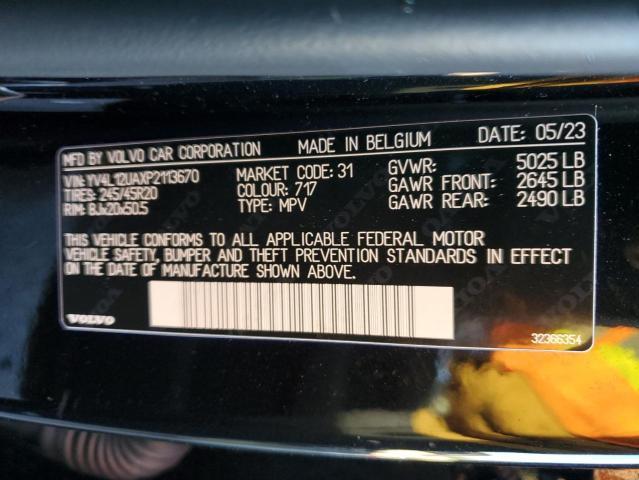 MFD BY VOLVO CAR CORPORATION MADE IN BELGIUM DATE: 05/23
VIN: YV4L12UAXP2113670 MARKET CODE: 31 GVWR: 5025 LB
TIRES: 245/45R20 COLOUR: 717 GAWR FRONT: 2645 LB
RIM: 8Jx20x50.5 TYPE: MPV GAWR REAR: 2490 LB
THIS VEHICLE CONFORMS TO ALL APPLICABLE FEDERAL MOTOR
VEHICLE SAFETY, BUMPER AND THEFT PREVENTION STANDARDS IN EFFECT
ON THE DATE OF MANUFACTURE SHOWN ABOVE.
VOLVO 32366354